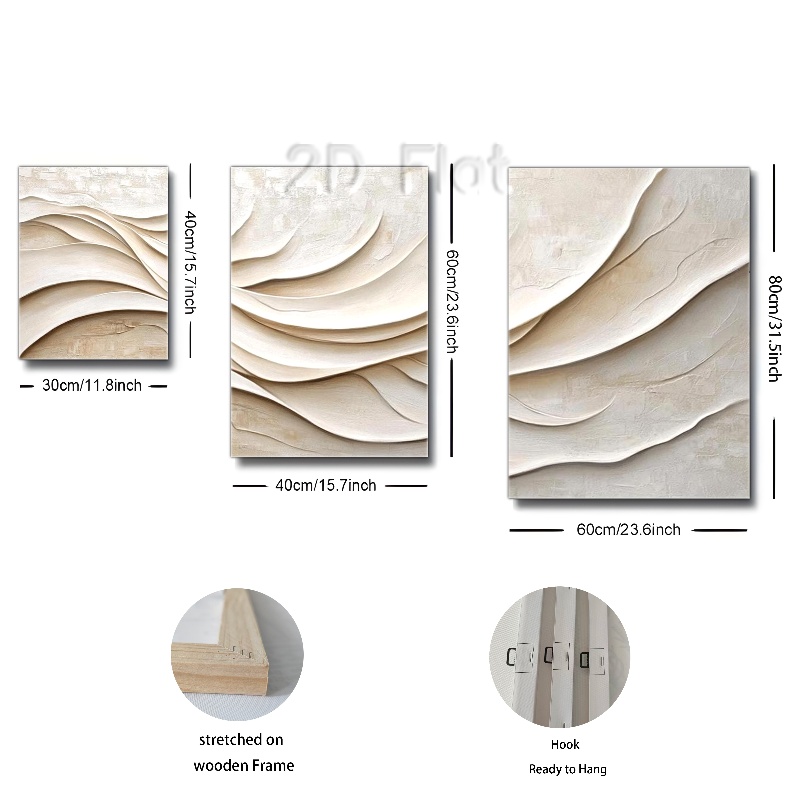 2D Flat
40cm/15.7inch
30cm/11.8inch
60cm/23.6inch
40cm/15.7inch
80cm/31.5inch
60cm/23.6inch
stretched on
wooden Frame
Hook
Ready to Hang